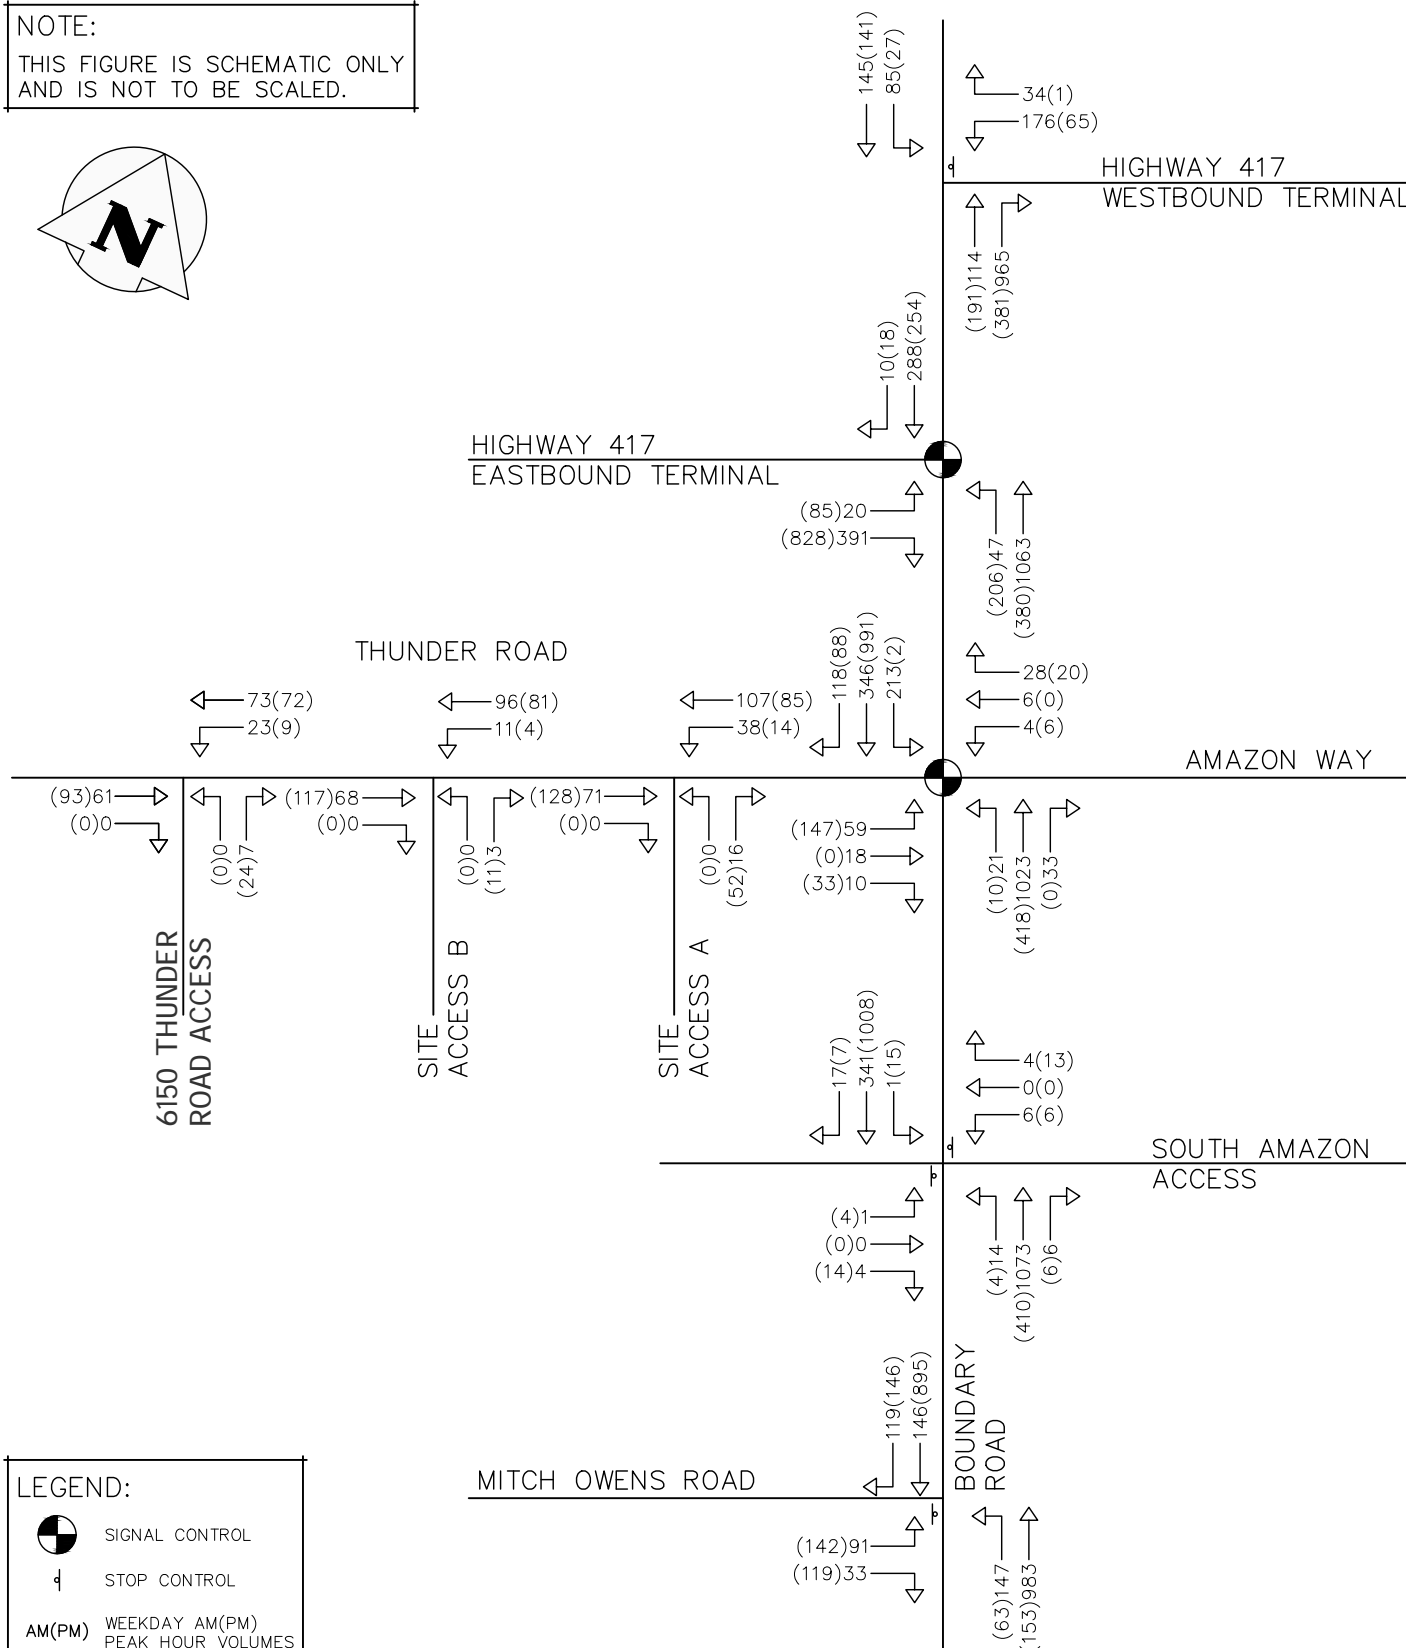 NOTE:
THIS FIGURE IS SCHEMATIC ONLY
AND IS NOT TO BE SCALED.
N
145(141)
85(27)
34(1)
176(65)
HIGHWAY 417
WESTBOUND TERMINAL
(191)114
(381)965
10(18)
288(254)
HIGHWAY 417
EASTBOUND TERMINAL
(85)20
(828)391
(206)47
(380)1063
THUNDER ROAD
73(72)
23(9)
96(81)
11(4)
107(85)
38(14)
118(88)
346(991)
213(2)
28(20)
6(0)
4(6)
AMAZON WAY
(93)61
(0)0
(0)0
(24)7
(117)68
(0)0
(0)0
(11)3
(128)71
(0)0
(0)0
(52)16
(147)59
(0)18
(33)10
(10)21
(418)1023
(0)33
6150 THUNDER
ROAD ACCESS
SITE
ACCESS B
SITE
ACCESS A
17(7)
341(1008)
1(15)
4(13)
0(0)
6(6)
SOUTH AMAZON
ACCESS
(4)1
(0)0
(14)4
(4)14
(410)1073
(6)6
119(146)
146(895)
BOUNDARY
ROAD
MITCH OWENS ROAD
(142)91
(119)33
(63)147
(153)983
LEGEND:
SIGNAL CONTROL
STOP CONTROL
AM(PM) WEEKDAY AM(PM)
PEAK HOUR VOLUMES